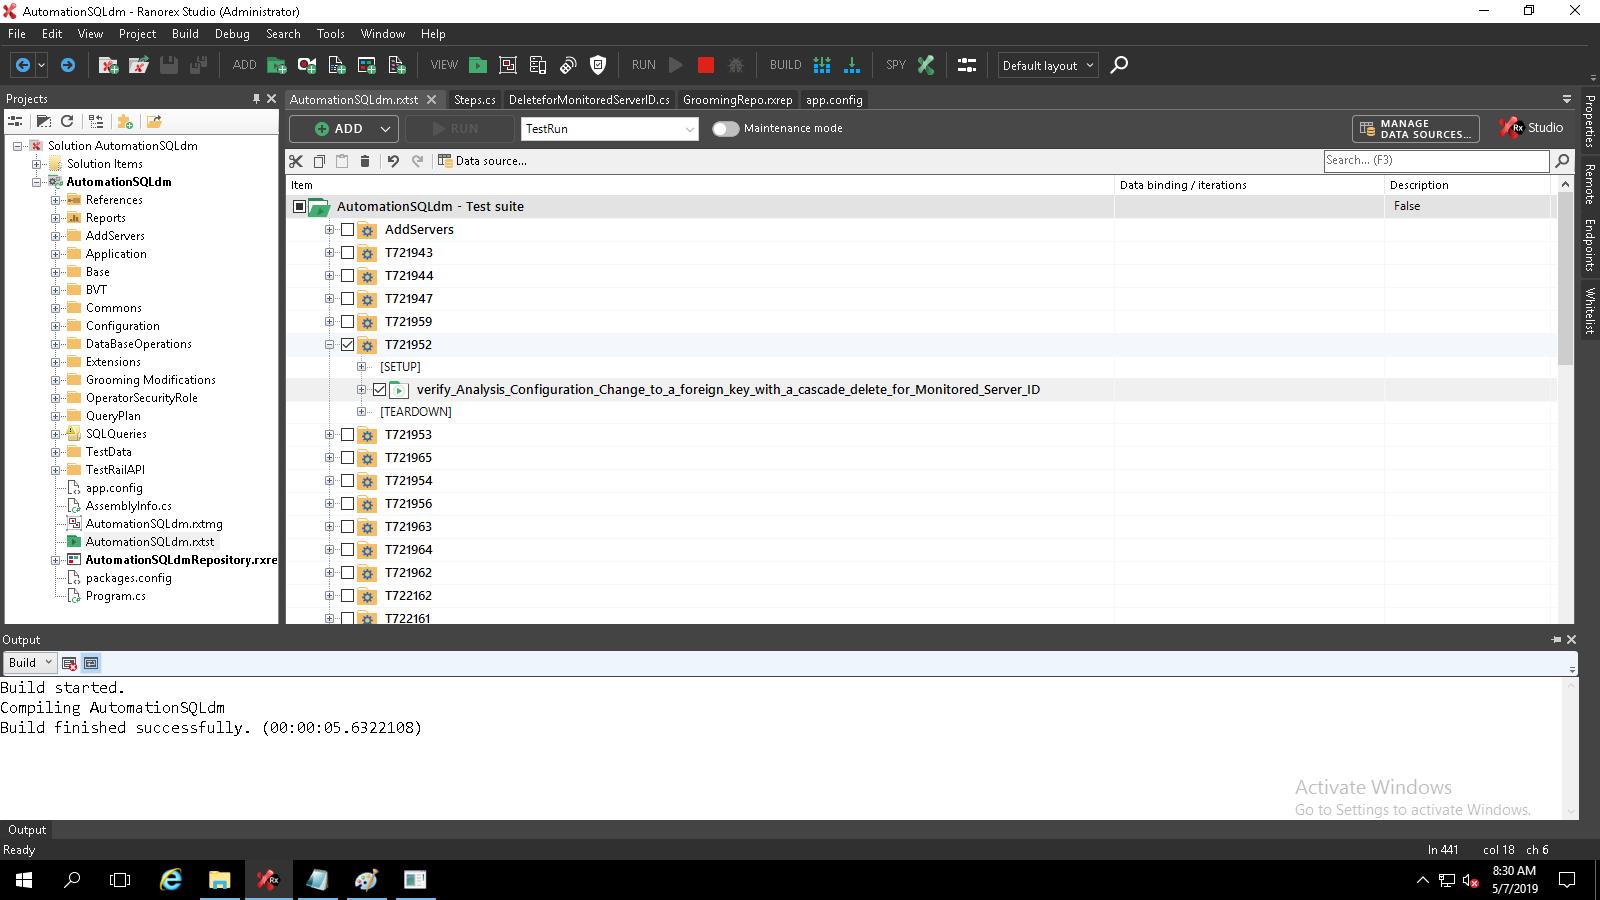 AutomationSQLdm - Ranorex Studio (Administrator)
File Edit View Project Build Debug Search Tools Window Help
ADD VIEW RUN BUILD SPY Default layout
Projects
AutomationSQLdm.rxtst Steps.cs DeleteforMonitoredServerID.cs GroomingRepo.rxrep app.config
ADD RUN TestRun Maintenance mode MANAGE DATA SOURCES... Rx Studio
Data source... Search... (F3)
Solution AutomationSQLdm
Solution Items
AutomationSQLdm
References
Reports
AddServers
Application
Base
BVT
Commons
Configuration
DataBaseOperations
Extensions
Grooming Modifications
OperatorSecurityRole
QueryPlan
SQLQueries
TestData
TestRailAPI
app.config
AssemblyInfo.cs
AutomationSQLdm.rxtmg
AutomationSQLdm.rxtst
AutomationSQLdmRepository.rxre
packages.config
Program.cs
Item Data binding / iterations Description
AutomationSQLdm - Test suite False
AddServers
T721943
T721944
T721947
T721959
T721952
[SETUP]
verify_Analysis_Configuration_Change_to_a_foreign_key_with_a_cascade_delete_for_Monitored_Server_ID
[TEARDOWN]
T721953
T721965
T721954
T721956
T721963
T721964
T721962
T722162
T722161
Properties
Remote
Endpoints
Whitelist
Output
Build
Build started.
Compiling AutomationSQLdm
Build finished successfully. (00:00:05.6322108)
Activate Windows
Go to Settings to activate Windows.
Output
Ready ln 441 col 18 ch 6
8:30 AM
5/7/2019